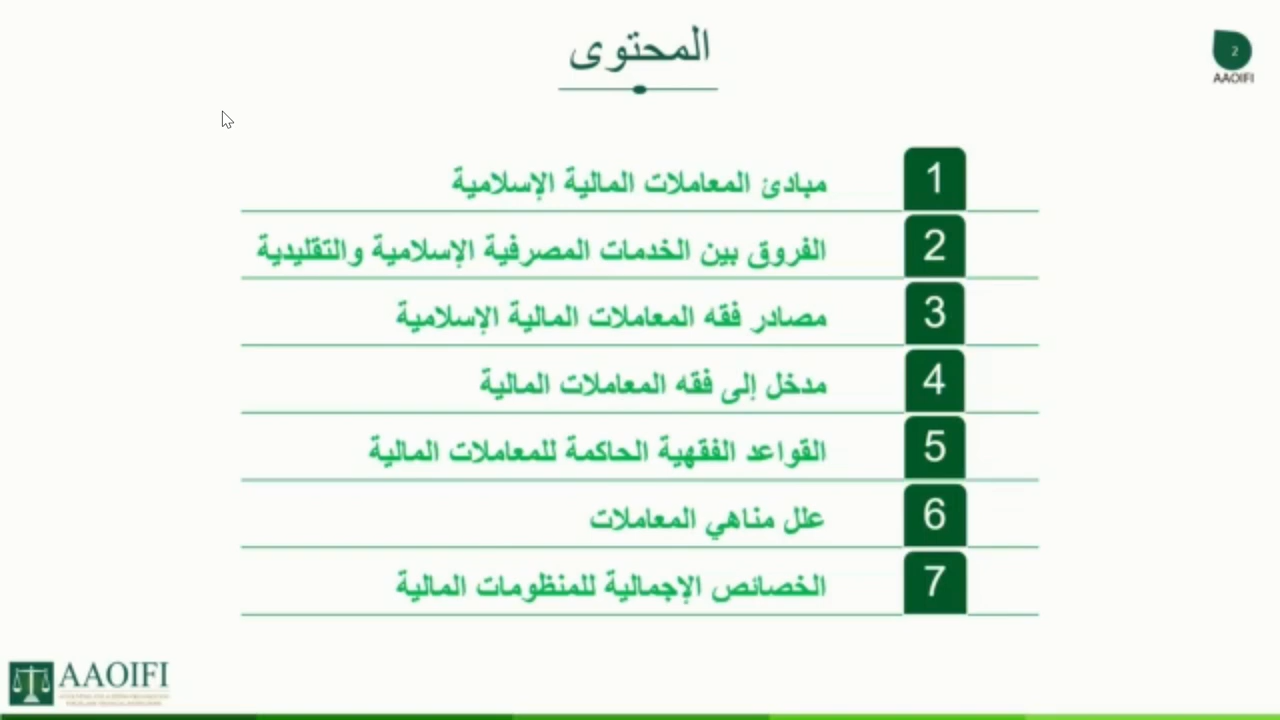 المحتوى
2
AAOIFI
1 مبادئ المعاملات المالية الإسلامية
2 الفروق بين الخدمات المصرفية الإسلامية والتقليدية
3 مصادر فقه المعاملات المالية الإسلامية
4 مدخل إلى فقه المعاملات المالية
5 القواعد الفقهية الحاكمة للمعاملات المالية
6 علل مناهي المعاملات
7 الخصائص الإجمالية للمنظومات المالية
AAOIFI